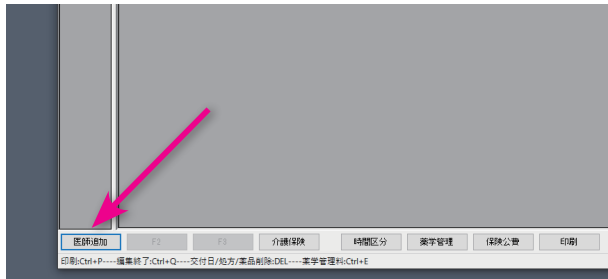 医師追加 F2 F3 介護保険 時間区分 薬学管理 保険公費 印刷
印刷:Ctrl+P----編集終了:Ctrl+Q----交付日/処方/薬品削除:DEL----薬学管理料:Ctrl+E